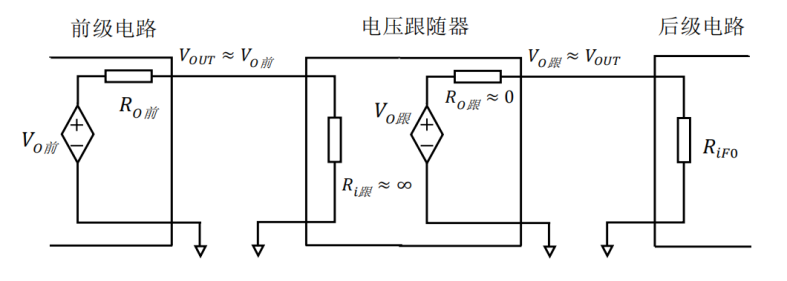 前级电路
电压跟随器
后级电路
V_OUT ≈ V_O前
V_O跟 ≈ V_OUT
R_O前
R_O跟 ≈ 0
V_O前
V_O跟
R_i跟 ≈ ∞
R_iF0